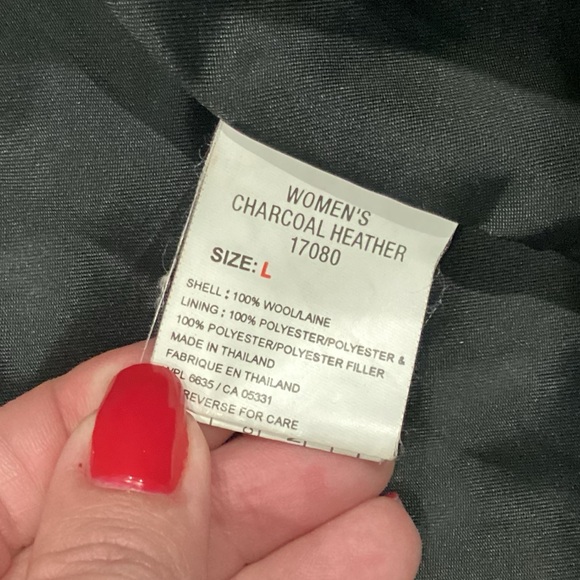 WOMEN'S
CHARCOAL HEATHER
17080
SIZE: L
SHELL : 100% WOOL/LAINE
LINING : 100% POLYESTER/POLYESTER &
100% POLYESTER/POLYESTER FILLER
MADE IN THAILAND
FABRIQUE EN THAILAND
6635 / CA 05331
REVERSE FOR CARE